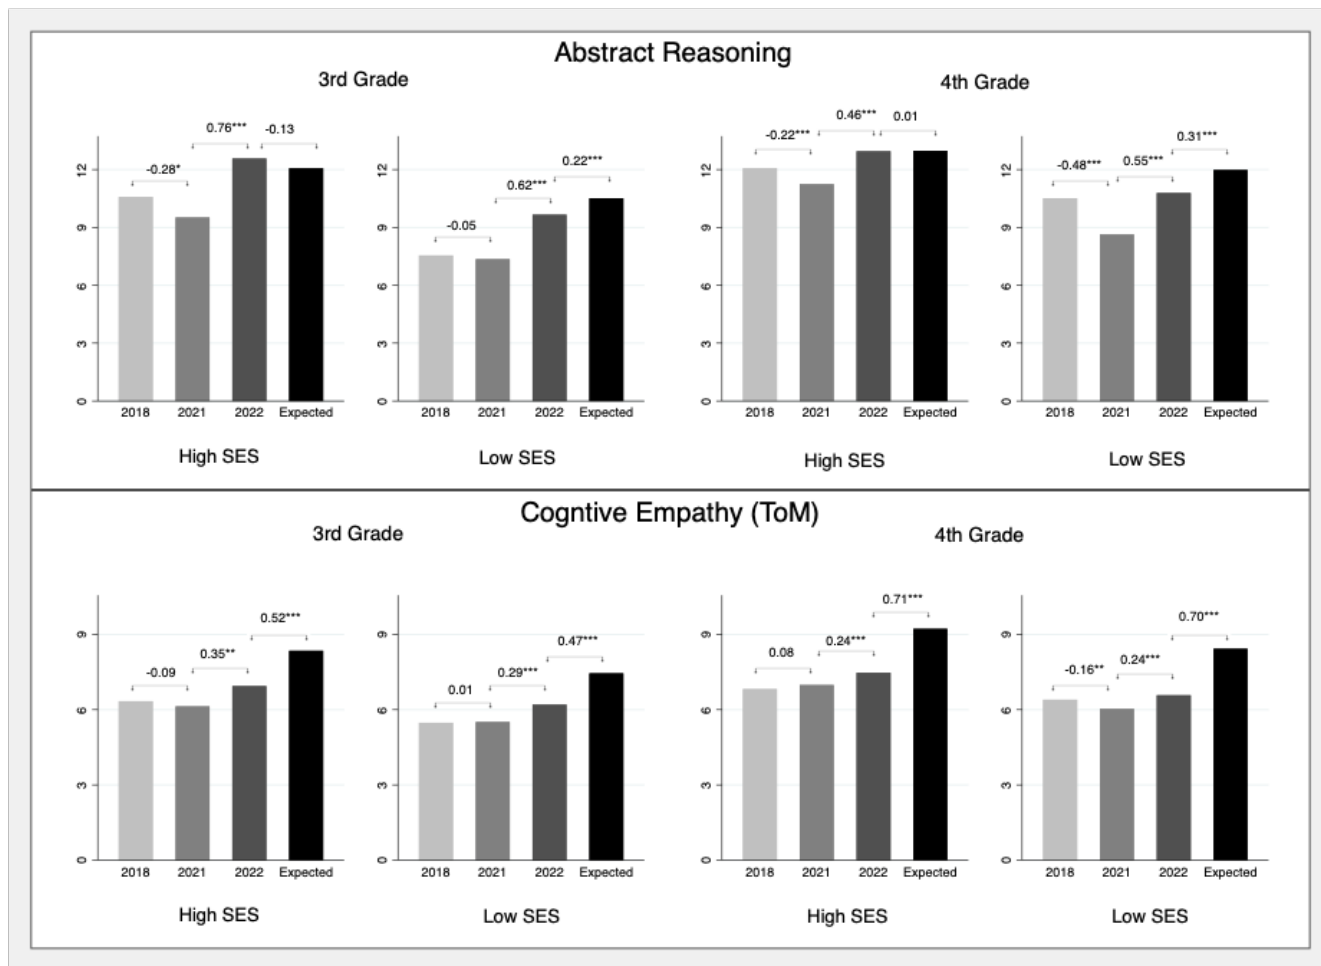 Abstract Reasoning
3rd Grade
4th Grade
0.76*** -0.13
-0.28*
12
9
6
3
0
2018 2021 2022 Expected
High SES
0.22***
0.62***
-0.05
12
9
6
3
0
2018 2021 2022 Expected
Low SES
0.46*** 0.01
-0.22***
12
9
6
3
0
2018 2021 2022 Expected
High SES
0.31***
-0.48*** 0.55***
12
9
6
3
0
2018 2021 2022 Expected
Low SES
Cogntive Empathy (ToM)
3rd Grade
4th Grade
0.52***
0.35**
-0.09
9
6
3
0
2018 2021 2022 Expected
High SES
0.47***
0.29***
0.01
9
6
3
0
2018 2021 2022 Expected
Low SES
0.71***
0.24***
0.08
9
6
3
0
2018 2021 2022 Expected
High SES
0.70***
-0.16** 0.24***
9
6
3
0
2018 2021 2022 Expected
Low SES